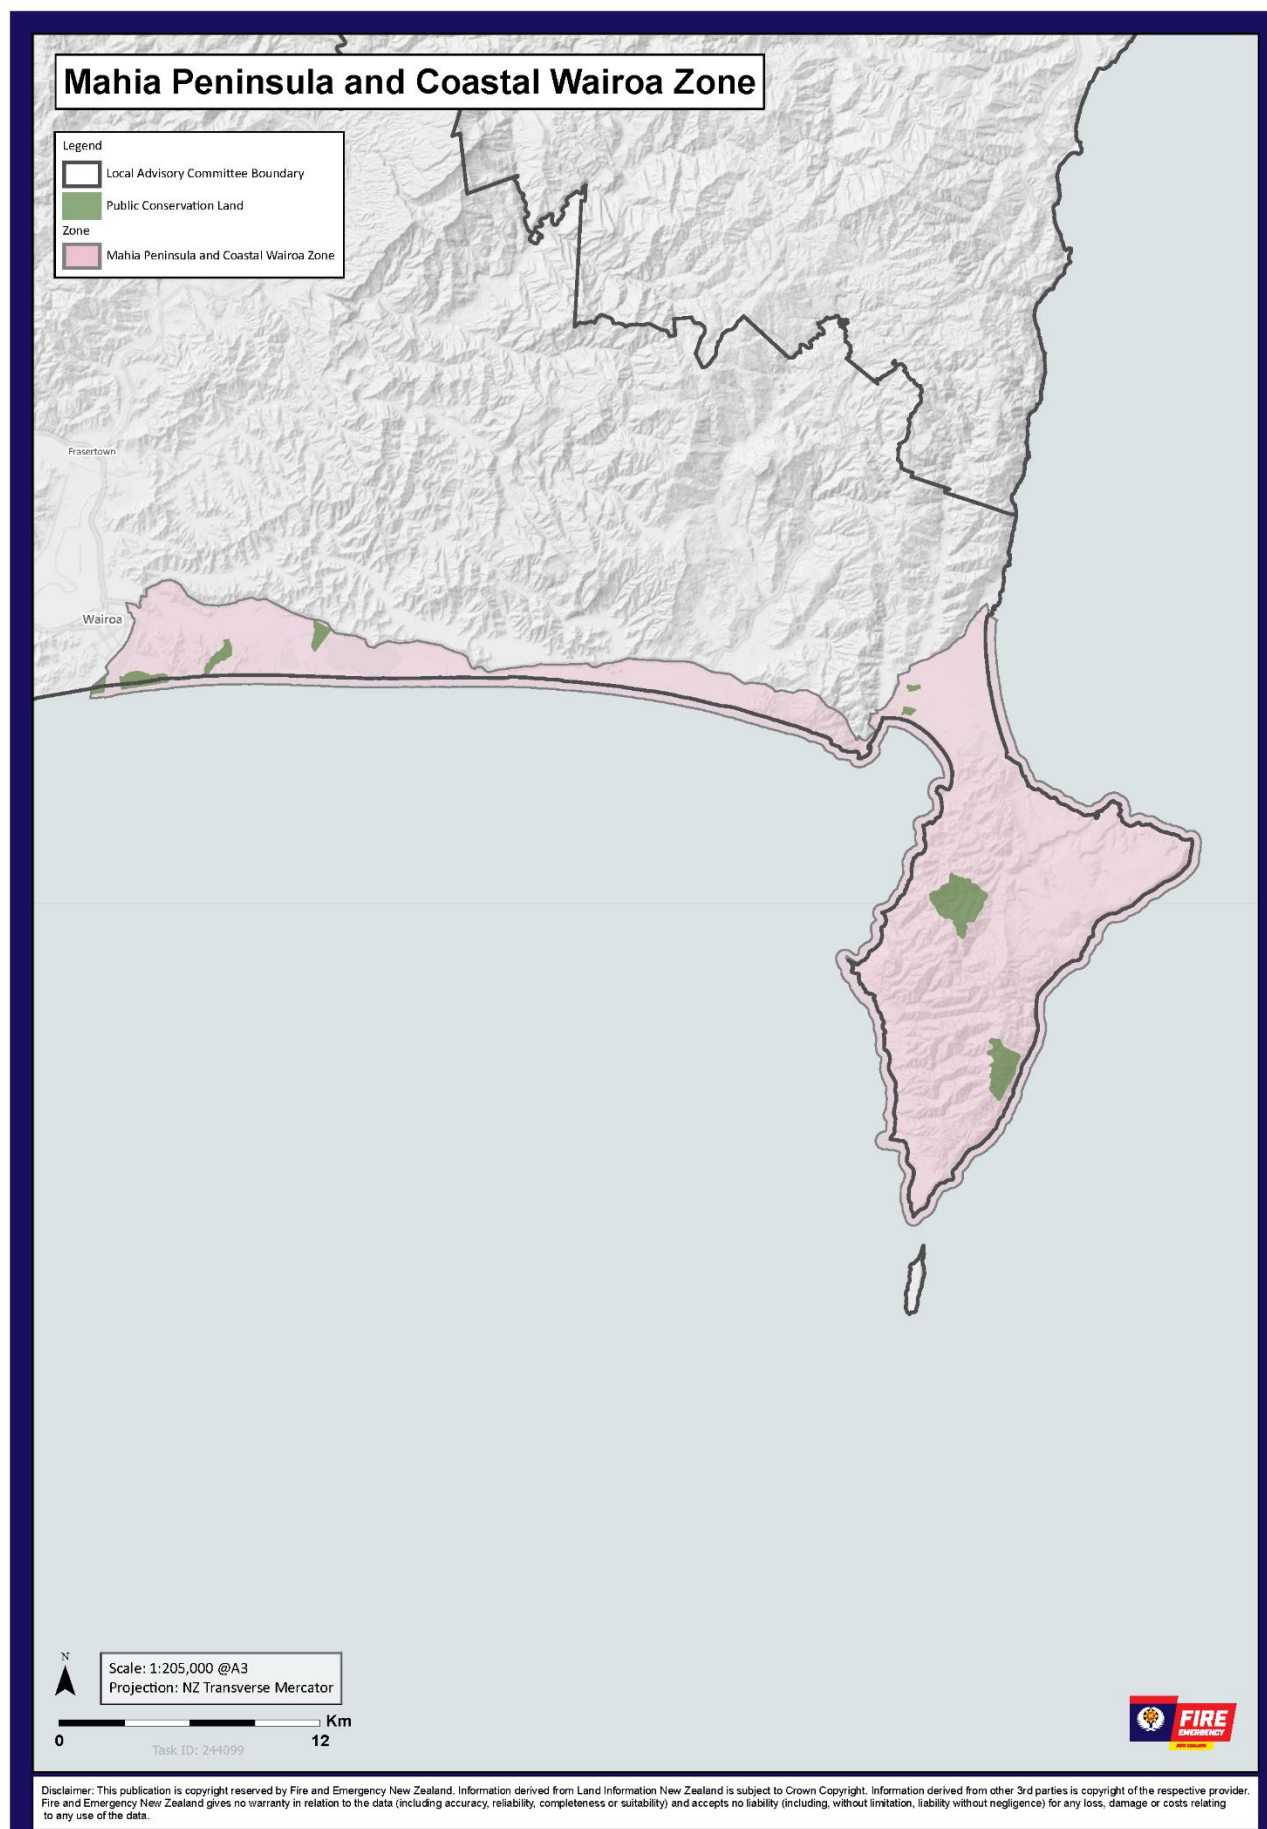 Mahia Peninsula and Coastal Wairoa Zone
Legend
Local Advisory Committee Boundary
Public Conservation Land
Zone
Mahia Peninsula and Coastal Wairoa Zone
Frasertown
Wairoa
N
Scale: 1:205,000 @A3
Projection: NZ Transverse Mercator
Km
0 12
Task ID: 244099
FIRE
EMERGENCY
NEW ZEALAND
Disclaimer: This publication is copyright reserved by Fire and Emergency New Zealand. Information derived from Land Information New Zealand is subject to Crown Copyright. Information derived from other 3rd parties is copyright of the respective provider.
Fire and Emergency New Zealand gives no warranty in relation to the data (including accuracy, reliability, completeness or suitability) and accepts no liability (including, without limitation, liability without negligence) for any loss, damage or costs relating
to any use of the data.